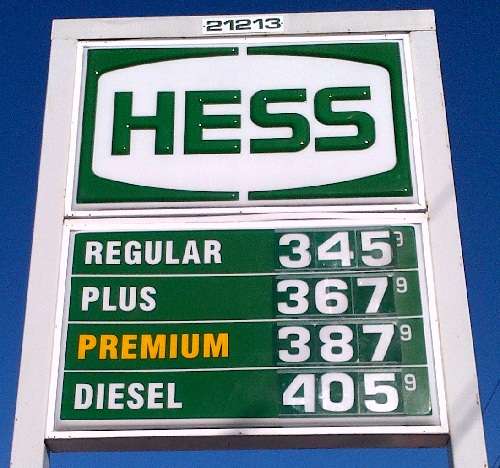 21213
HESS
REGULAR 345 9
PLUS 367 9
PREMIUM 387 9
DIESEL 405 9